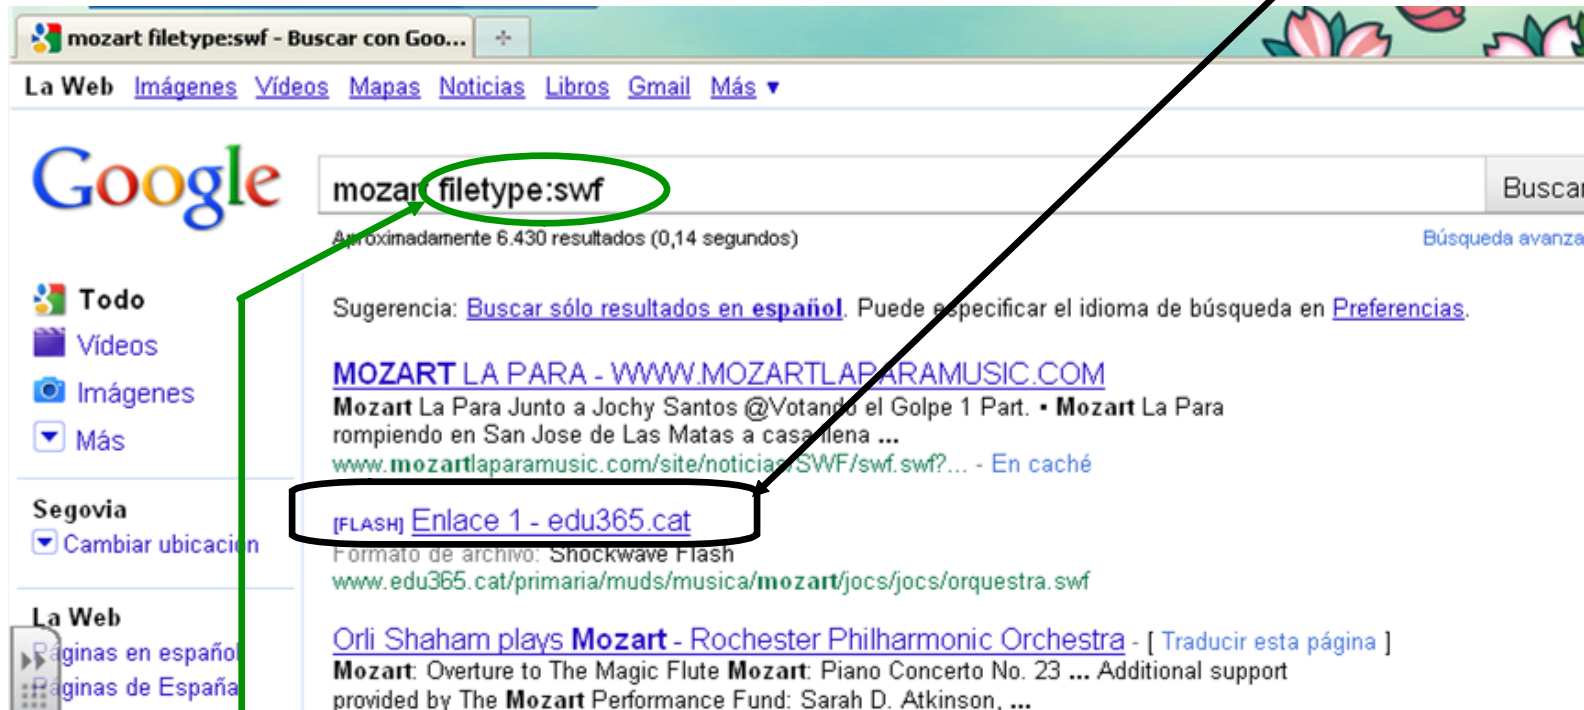 mozart filetype:swf - Buscar con Goo...
La Web Imágenes Vídeos Mapas Noticias Libros Gmail Más ▼
Google
mozart filetype:swf
Buscar
Aproximadamente 6.430 resultados (0,14 segundos)
Búsqueda avanza
Todo
Vídeos
Imágenes
Más
Segovia
Cambiar ubicación
La Web
Páginas en español
Páginas de España
Sugerencia: Buscar sólo resultados en español. Puede especificar el idioma de búsqueda en Preferencias.
MOZART LA PARA - WWW.MOZARTLAPARAMUSIC.COM
Mozart La Para Junto a Jochy Santos @Votando el Golpe 1 Part. • Mozart La Para
rompiendo en San Jose de Las Matas a casa llena ...
www.mozartlaparamusic.com/site/noticias/SWF/swf.swf?... - En caché
[FLASH] Enlace 1 - edu365.cat
Formato de archivo: Shockwave Flash
www.edu365.cat/primaria/muds/musica/mozart/jocs/jocs/orquestra.swf
Orli Shaham plays Mozart - Rochester Philharmonic Orchestra - [ Traducir esta página ]
Mozart: Overture to The Magic Flute Mozart: Piano Concerto No. 23 ... Additional support
provided by The Mozart Performance Fund: Sarah D. Atkinson, ...